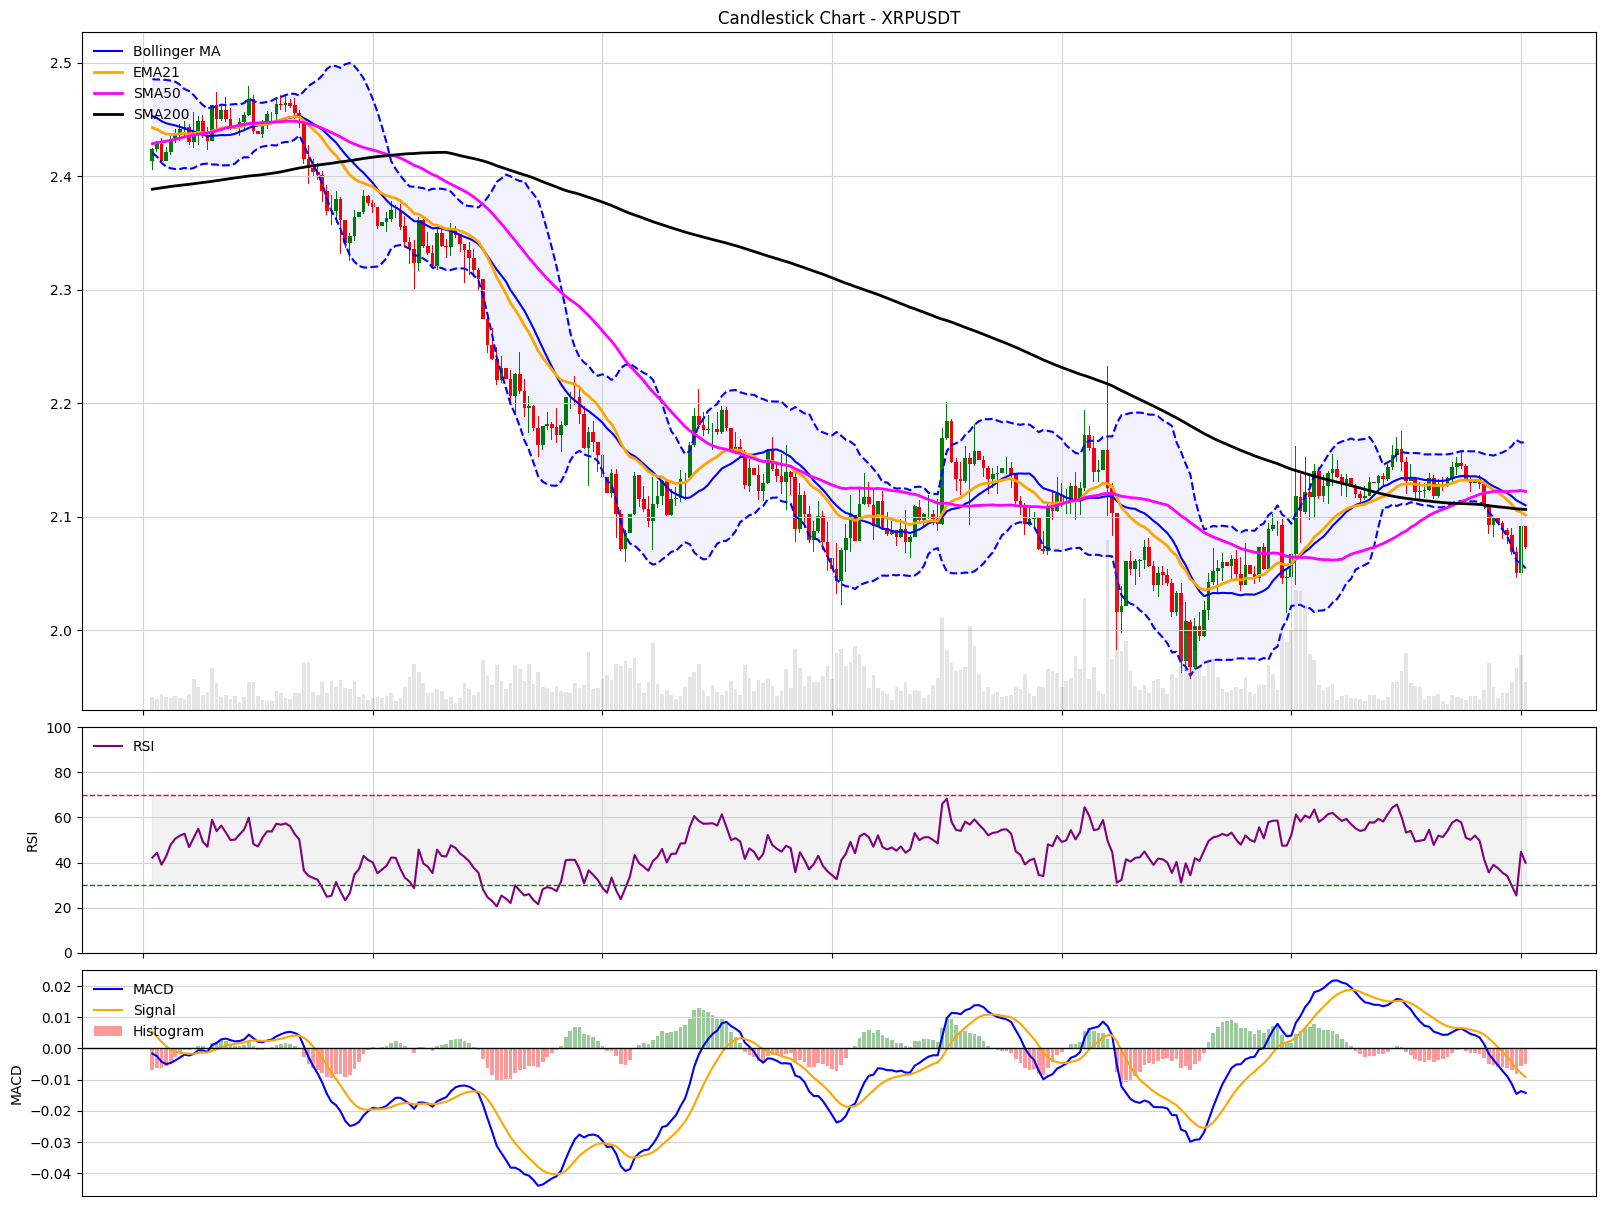 Candlestick Chart - XRPUSDT
Bollinger MA
EMA21
SMA50
SMA200
2.5
2.4
2.3
2.2
2.1
2.0
RSI
RSI
100
80
60
40
20
0
MACD
Signal
Histogram
MACD
0.02
0.01
0.00
−0.01
−0.02
−0.03
−0.04